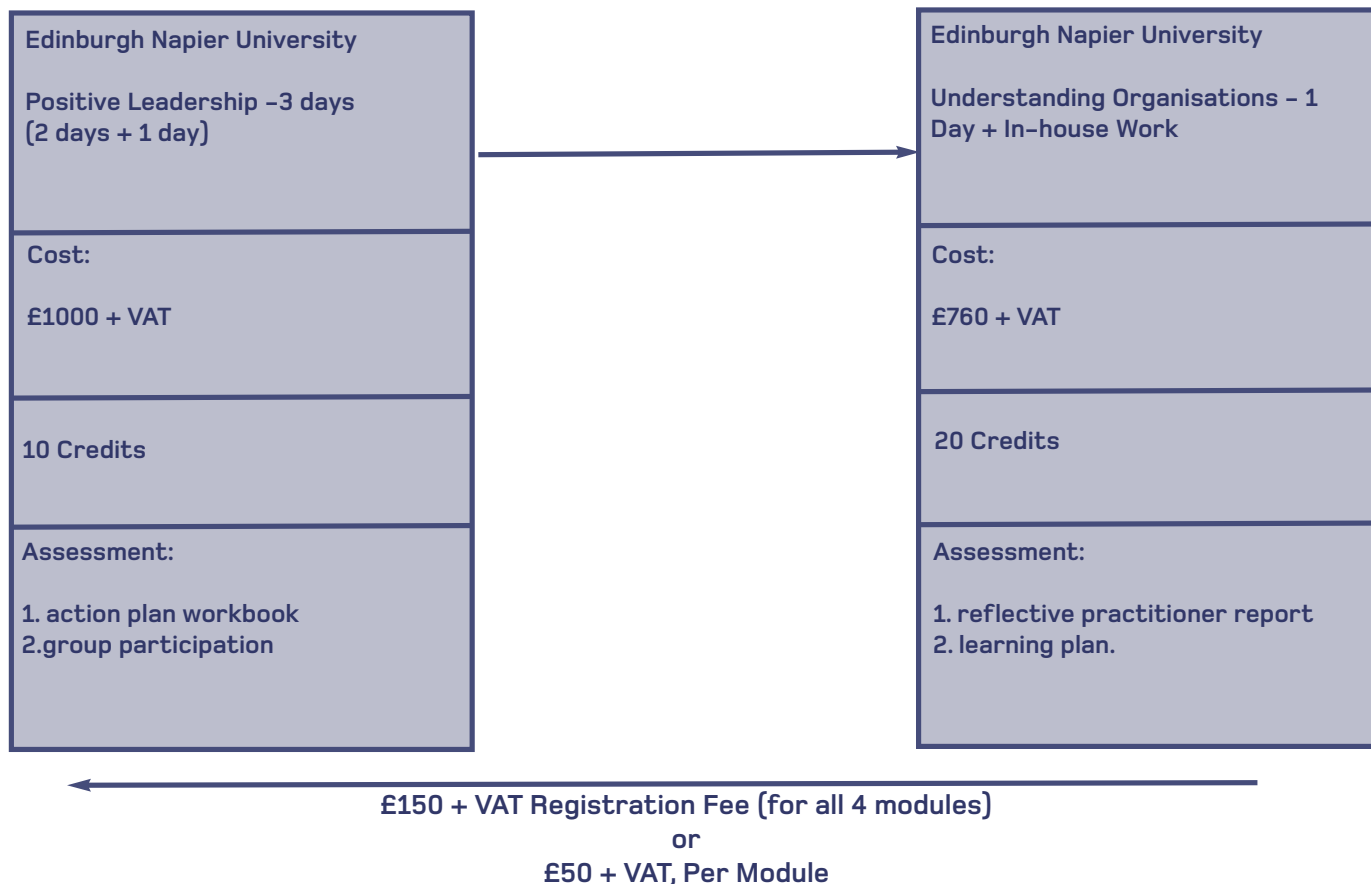 Edinburgh Napier University
Positive Leadership -3 days
(2 days + 1 day)
Cost:
£1000 + VAT
10 Credits
Assessment:
1. action plan workbook
2.group participation
Edinburgh Napier University
Understanding Organisations - 1
Day + In-house Work
Cost:
£760 + VAT
20 Credits
Assessment:
1. reflective practitioner report
2. learning plan.
£150 + VAT Registration Fee (for all 4 modules)
or
£50 + VAT, Per Module